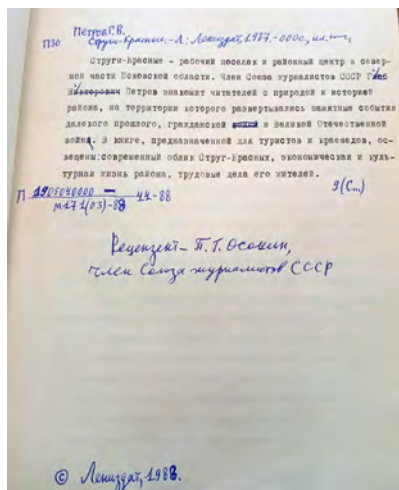 Петров Г.В.
П30 Струги-Красные.-Л.: Лениздат, 1987.-000с, ил.
Струги-Красные - рабочий поселок и районный центр в север-
ной части Псковской области. Член Союза журналистов СССР
Петров знакомит читателей с природой и историей
района, на территории которого развертывались памятные события
далекого прошлого, гражданской и Великой Отечественной
войн. В книге, предназначенной для туристов и краеведов, ос-
вещены:современный облик Струг-Красных, экономическая и куль-
турная жизнь района, трудовые дела его жителей.
9(С...)
П 1905040000 — 44-88
М171(03)-88
Рецензент- П.Т. Осокин,
член Союза журналистов СССР
© Лениздат, 1988.